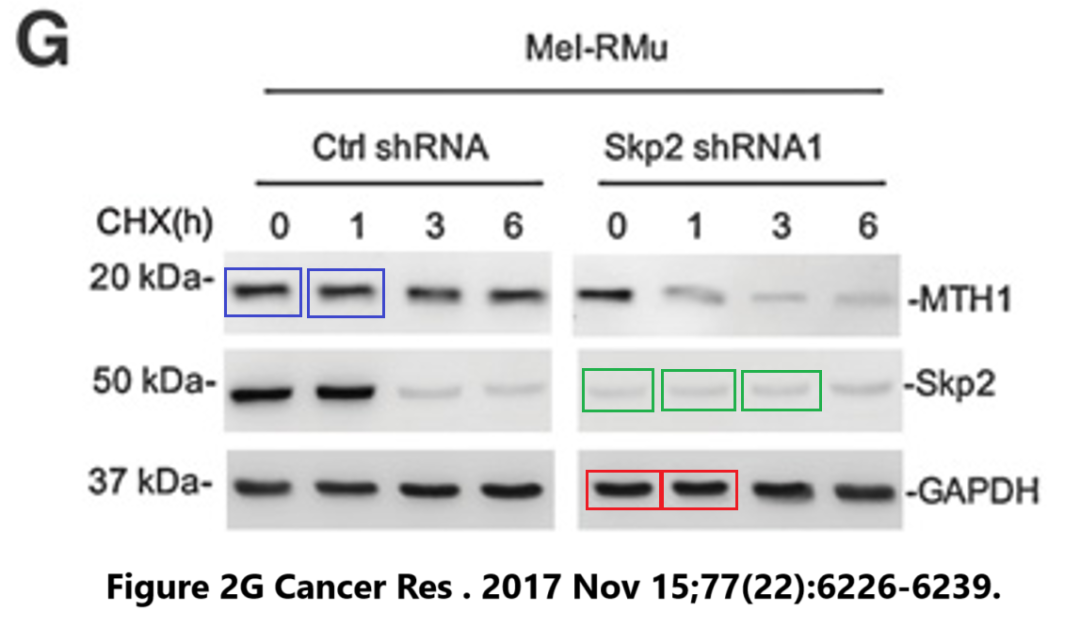 G
Mel-RMu
Ctrl shRNA Skp2 shRNA1
CHX(h) 0 1 3 6 0 1 3 6
20 kDa- -MTH1
50 kDa- -Skp2
37 kDa- -GAPDH
Figure 2G Cancer Res . 2017 Nov 15;77(22):6226-6239.